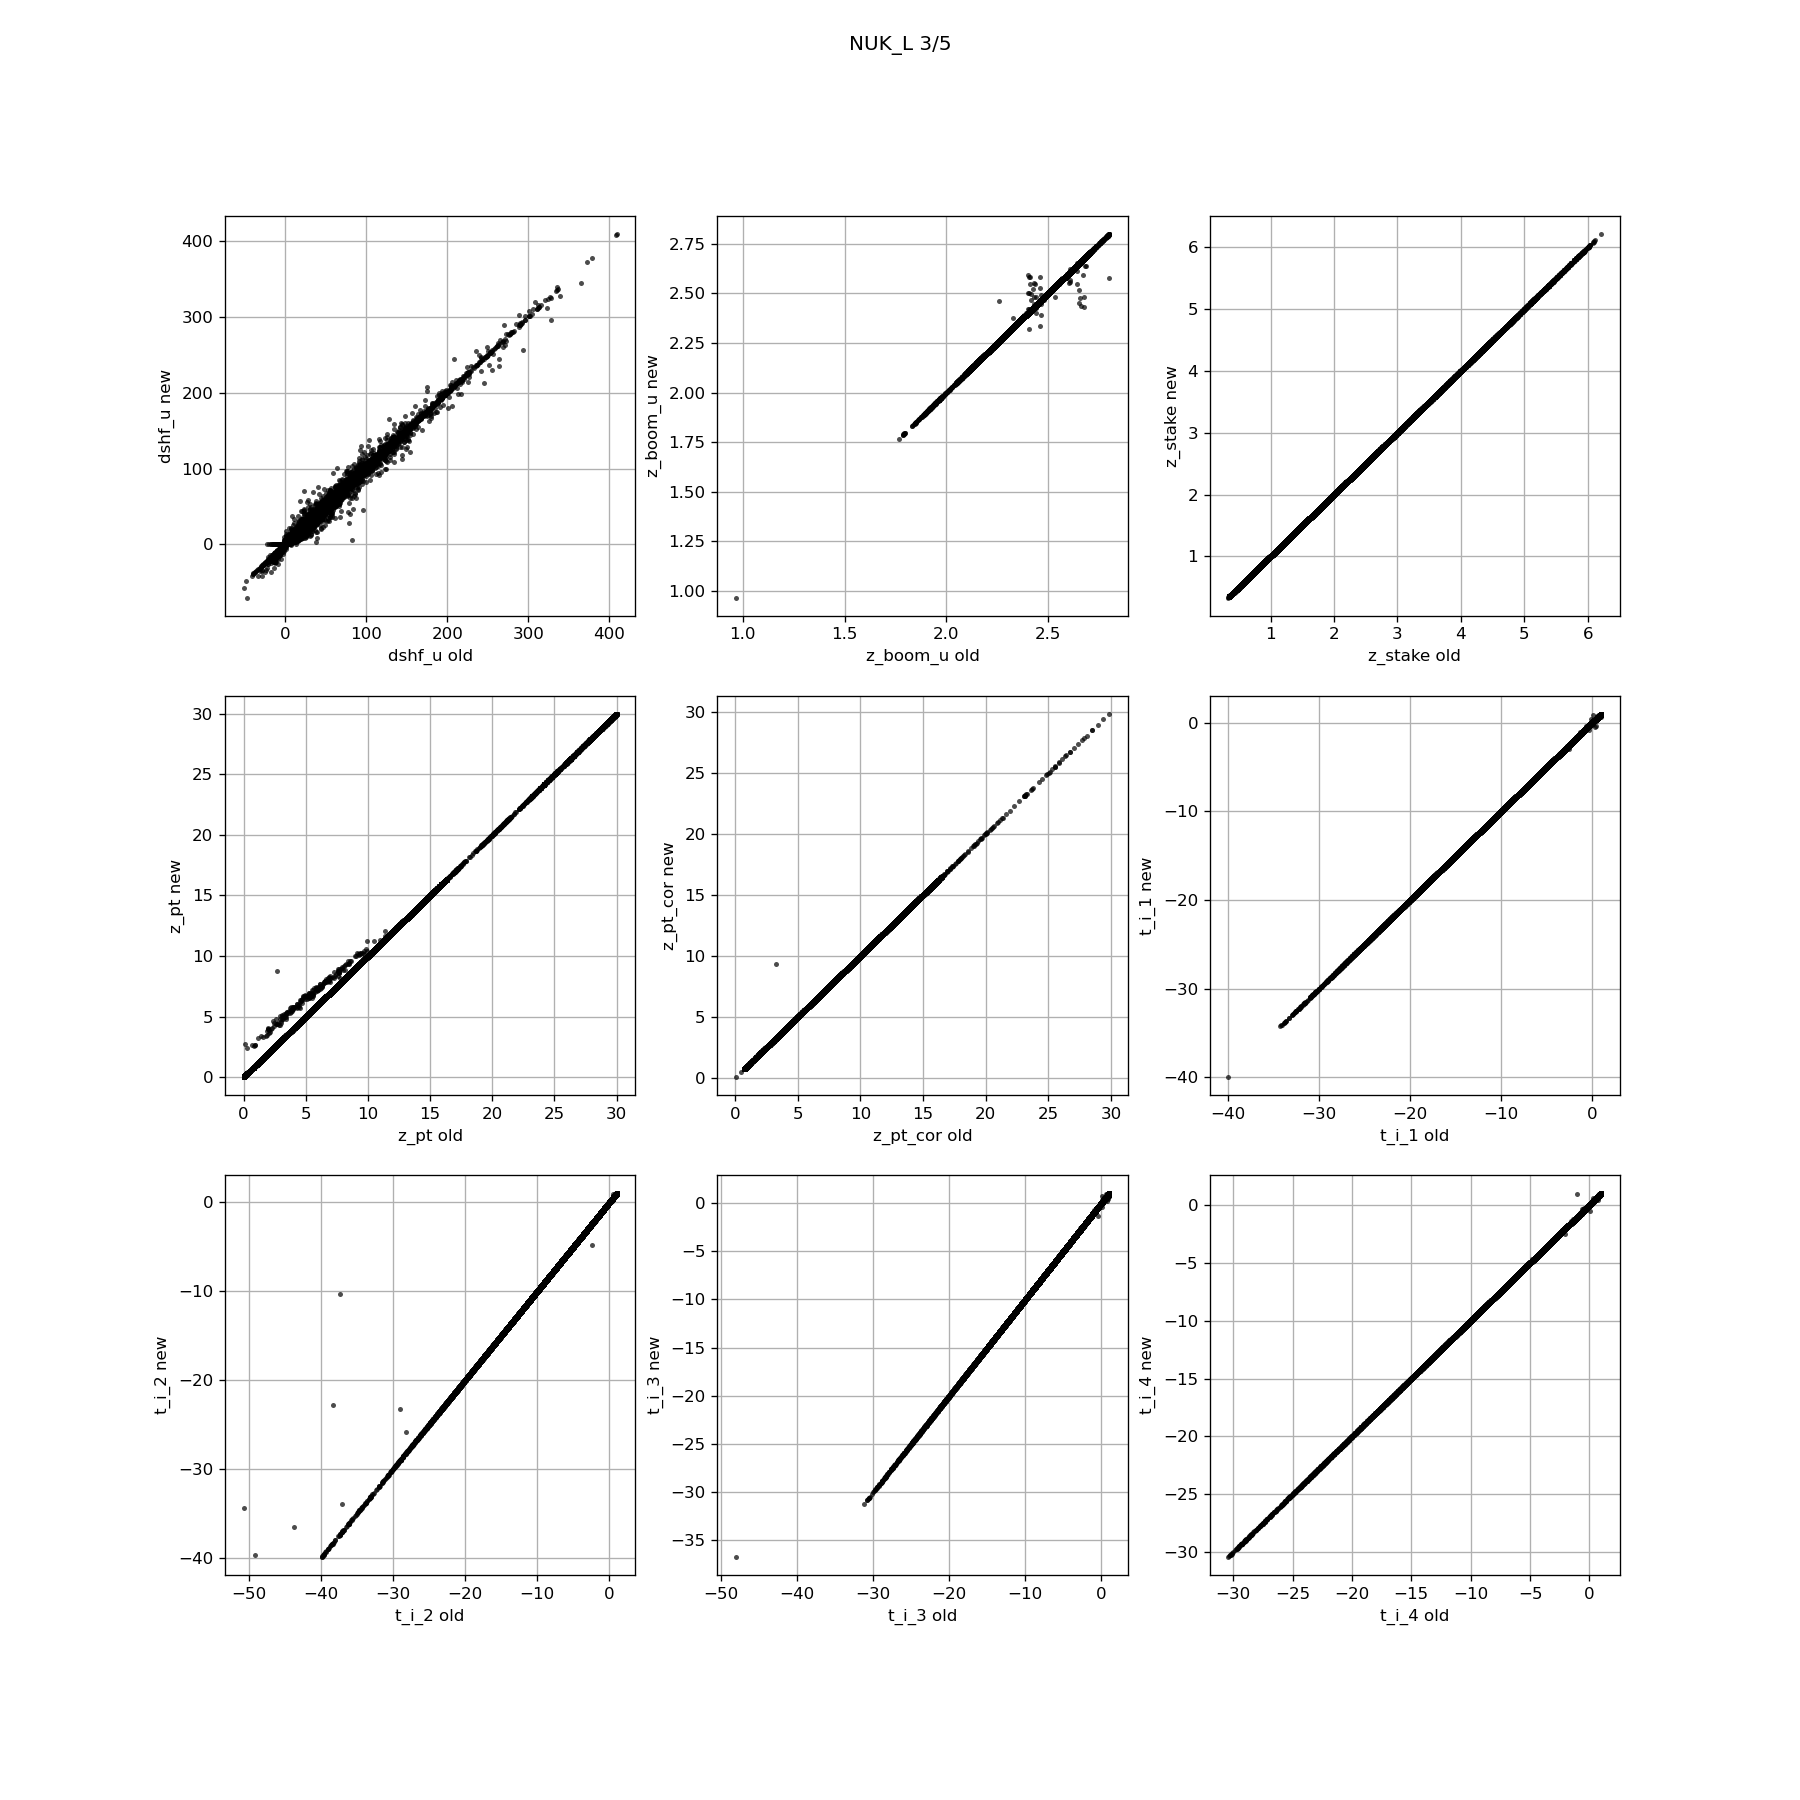 NUK_L 3/5
400
300
200
100
0
dshf_u new
0 100 200 300 400
dshf_u old
2.75
2.50
2.25
2.00
1.75
1.50
1.25
1.00
z_boom_u new
1.0 1.5 2.0 2.5
z_boom_u old
6
5
4
3
2
1
z_stake new
1 2 3 4 5 6
z_stake old
30
25
20
15
10
5
0
z_pt new
0 5 10 15 20 25 30
z_pt old
30
25
20
15
10
5
0
z_pt_cor new
0 5 10 15 20 25 30
z_pt_cor old
0
−10
−20
−30
−40
t_i_1 new
−40 −30 −20 −10 0
t_i_1 old
0
−10
−20
−30
−40
t_i_2 new
−50 −40 −30 −20 −10 0
t_i_2 old
0
−5
−10
−15
−20
−25
−30
−35
t_i_3 new
−50 −40 −30 −20 −10 0
t_i_3 old
0
−5
−10
−15
−20
−25
−30
t_i_4 new
−30 −25 −20 −15 −10 −5 0
t_i_4 old